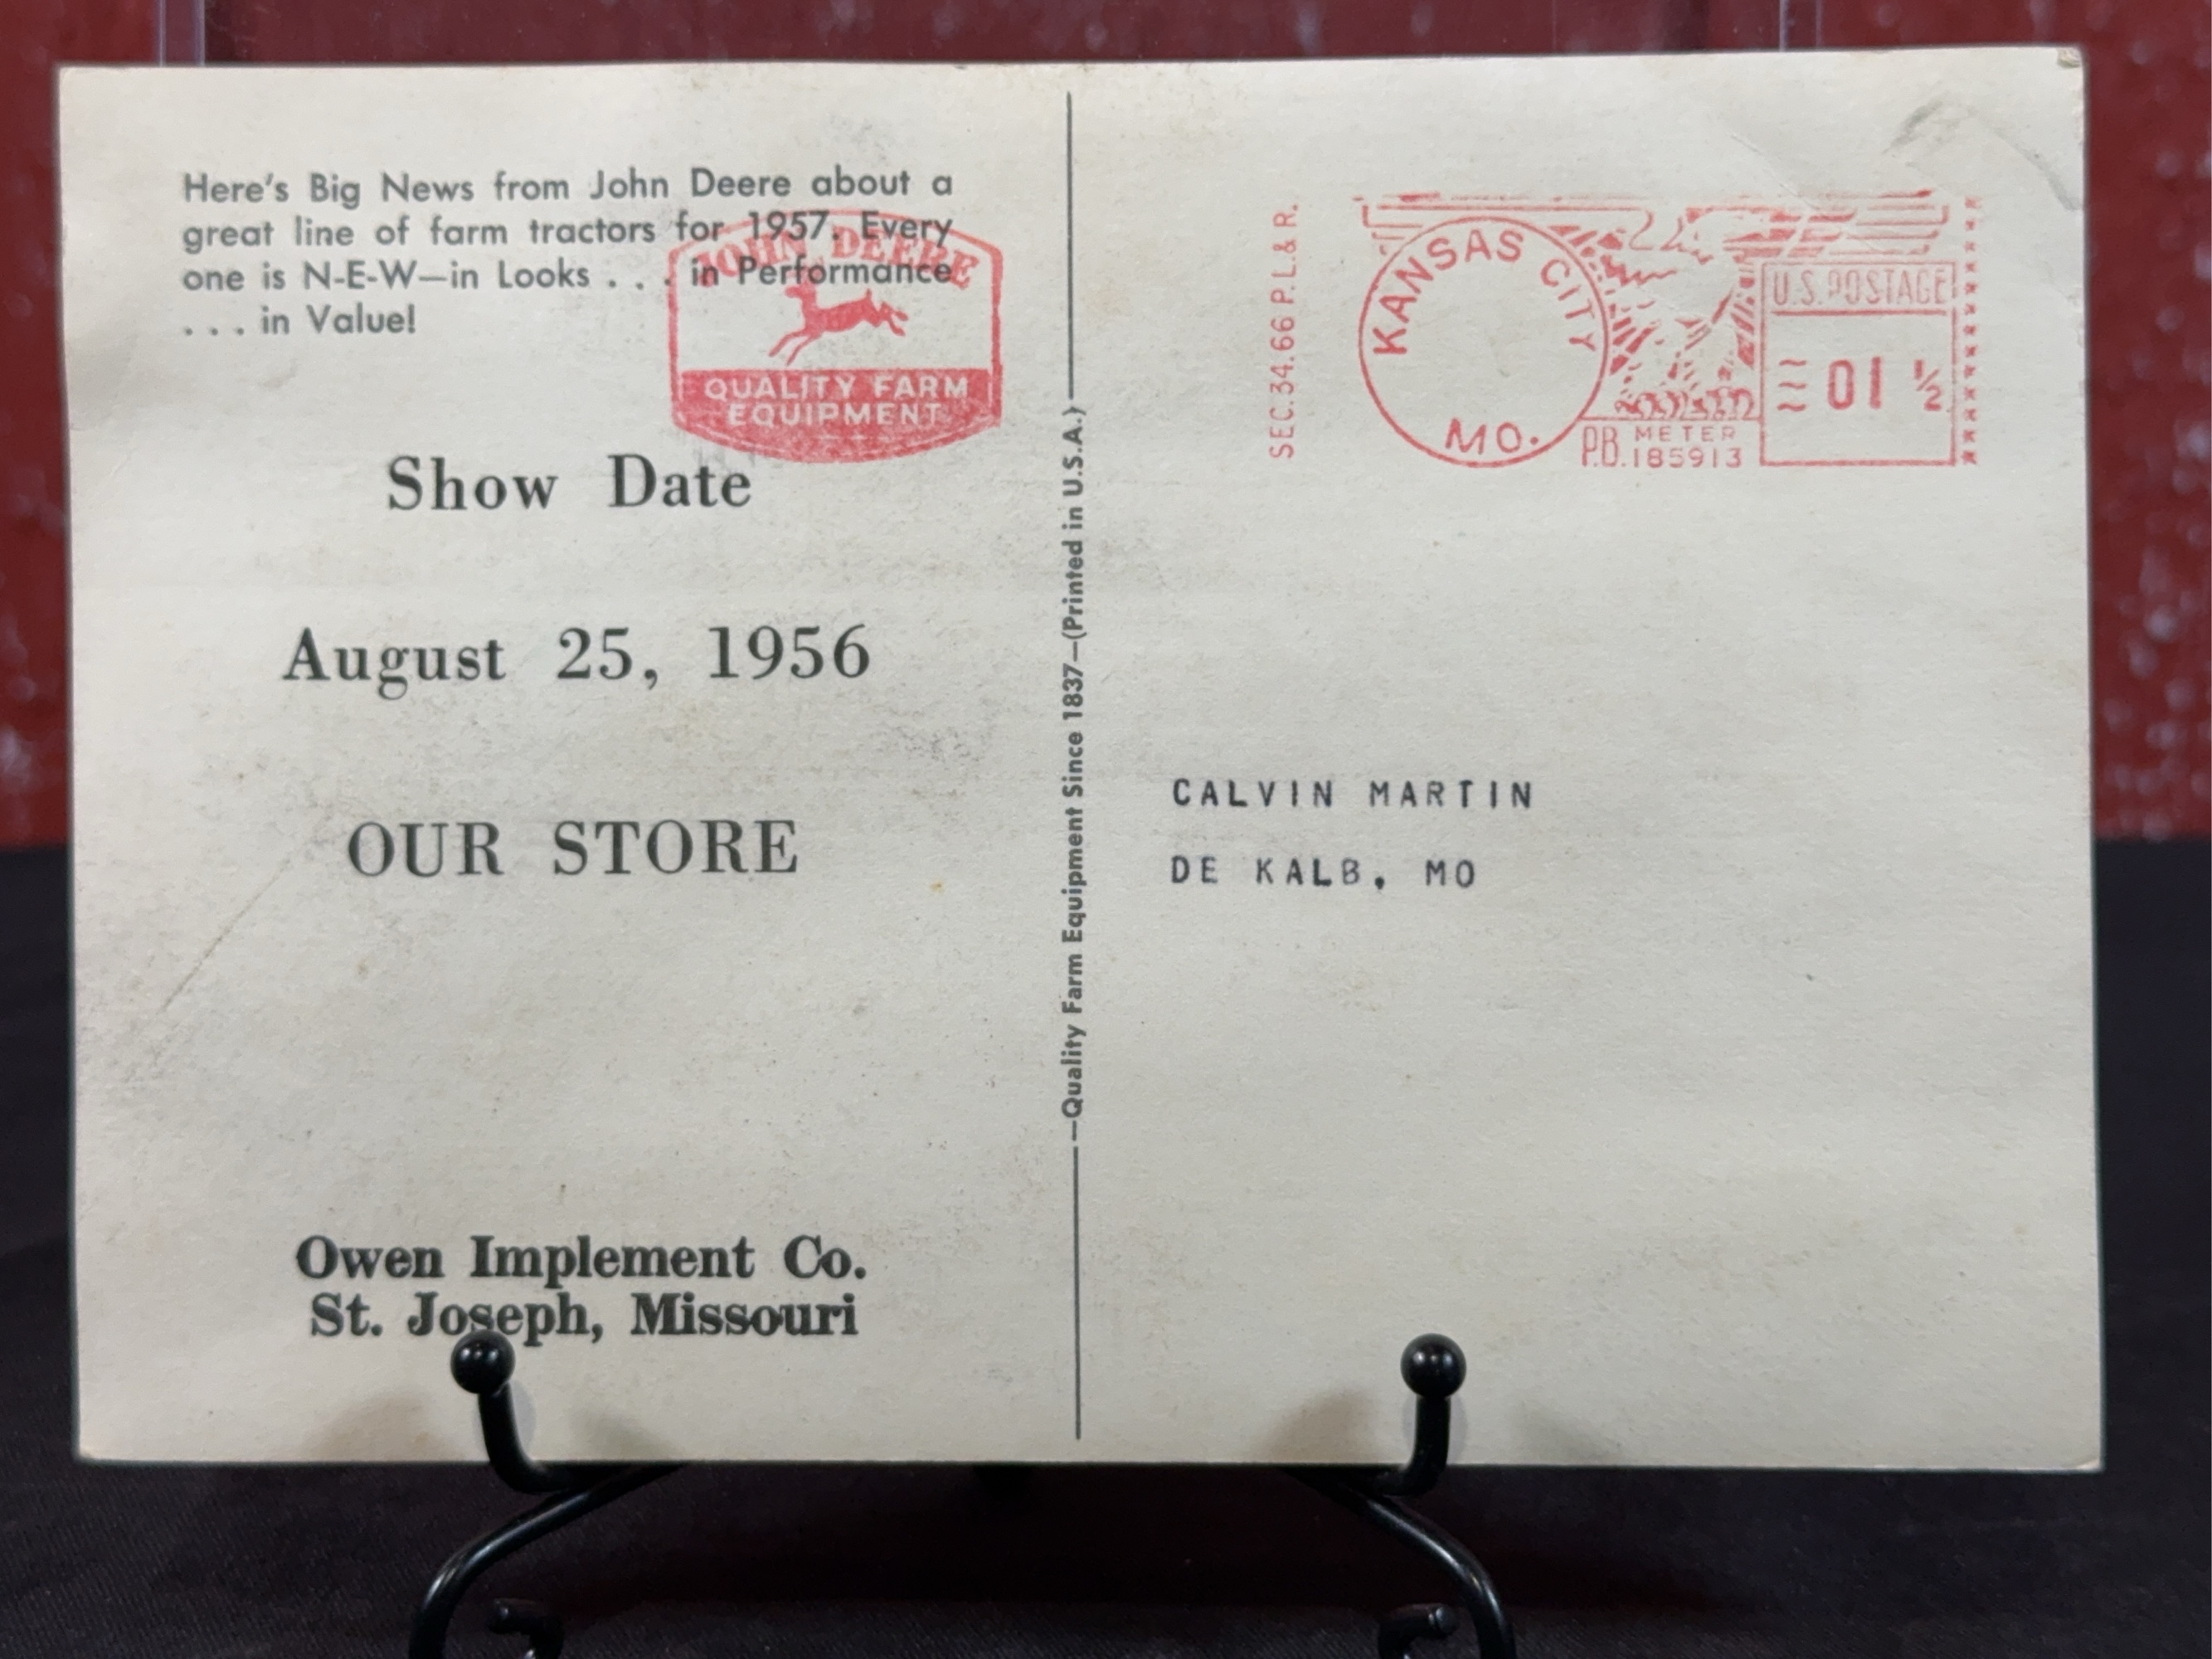 Here's Big News from John Deere about a
great line of farm tractors for 1957. Every
one is N-E-W—in Looks . . . in Performance
. . . in Value!
JOHN DEERE
QUALITY FARM
EQUIPMENT
Show Date
August 25, 1956
OUR STORE
Owen Implement Co.
St. Joseph, Missouri
—Quality Farm Equipment Since 1837—(Printed in U.S.A.)—
SEC.34.66 P.L.& R.
KANSAS CITY
MO.
P.B. METER
185913
U.S. POSTAGE
01 ½
CALVIN MARTIN
DE KALB, MO